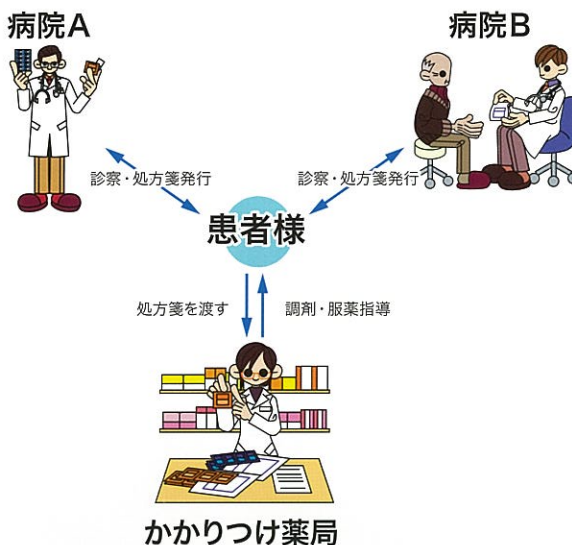 病院A
病院B
診察・処方箋発行
診察・処方箋発行
患者様
処方箋を渡す
調剤・服薬指導
かかりつけ薬局